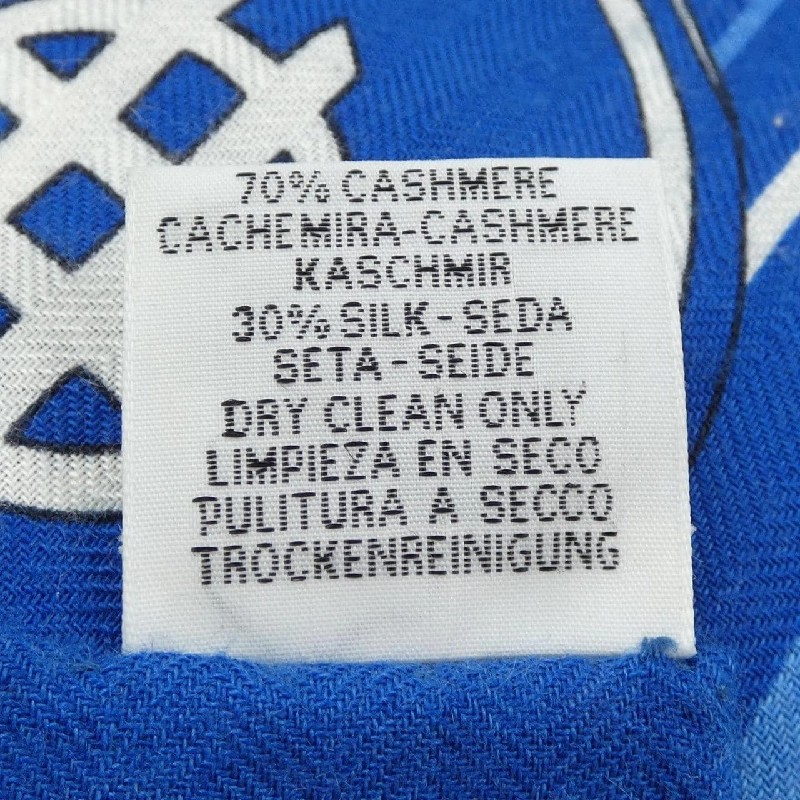 70% CASHMERE
CACHEMIRA-CASHMERE
KASCHMIR
30% SILK-SEDA
SETA-SEIDE
DRY CLEAN ONLY
LIMPIEZA EN SECO
PULITURA A SECCO
TROCKENREINIGUNG